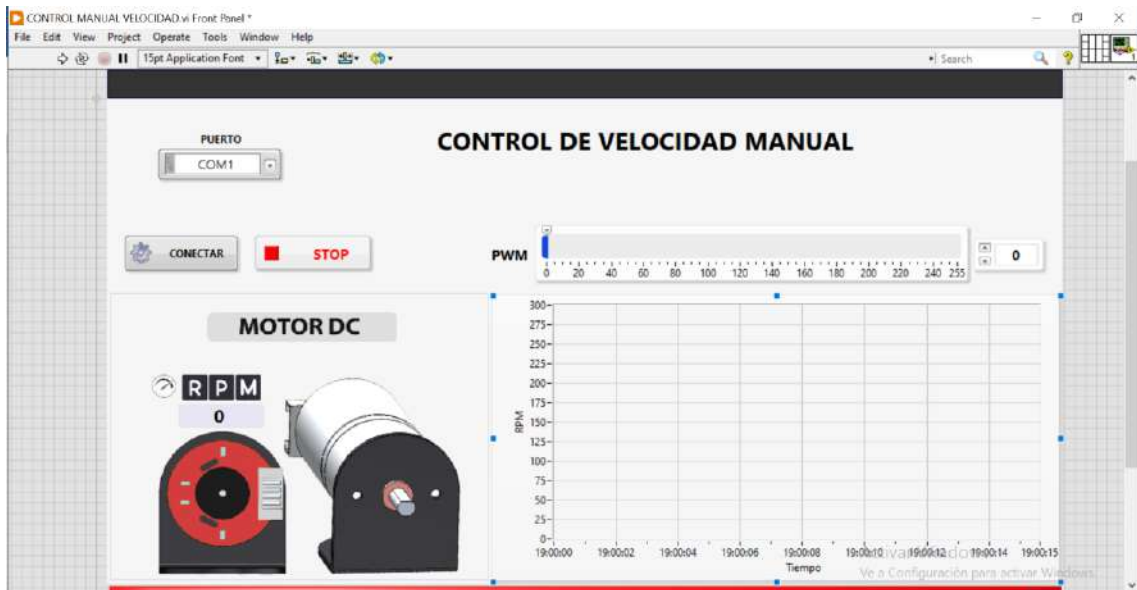 CONTROL MANUAL VELOCIDAD.vi Front Panel *
File Edit View Project Operate Tools Window Help
15pt Application Font
Search
PUERTO
COM1
CONTROL DE VELOCIDAD MANUAL
CONECTAR
STOP
PWM
0 20 40 60 80 100 120 140 160 180 200 220 240 255
0
MOTOR DC
RPM
0
RPM
300
275
250
225
200
175
150
125
100
75
50
25
0
19:00:00 19:00:02 19:00:04 19:00:06 19:00:08 19:00:10 19:00:12 19:00:14 19:00:15
Tiempo
Ve a Configuración para activar Windows.